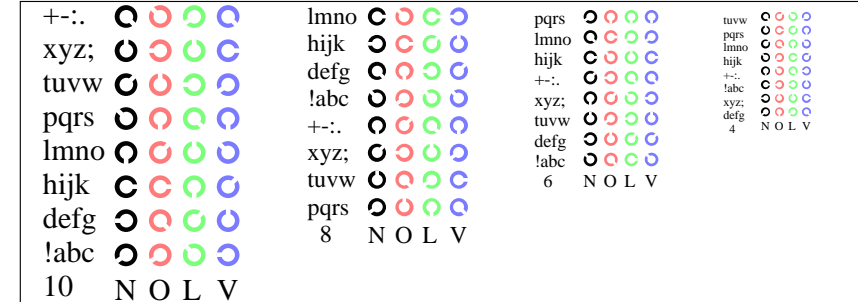 +-:.
xyz;
tuvw
pqrs
lmno
hijk
defg
!abc
10 N O L V
lmno
hijk
defg
!abc
+-:.
xyz;
tuvw
pqrs
8 N O L V
pqrs
lmno
hijk
+-:.
xyz;
tuvw
defg
!abc
6 N O L V
tuvw
pqrs
lmno
hijk
+-:.
!abc
xyz;
defg
4 N O L V